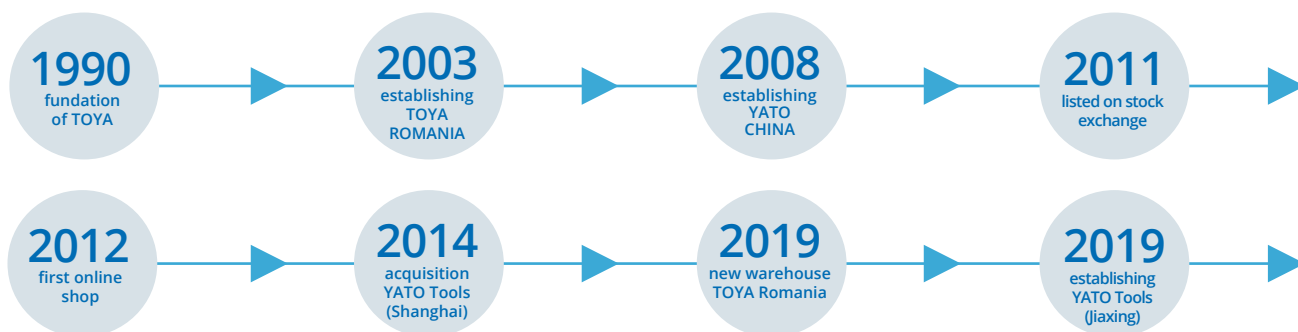 1990
fundation
of TOYA
2003
establishing
TOYA
ROMANIA
2008
establishing
YATO
CHINA
2011
listed on stock
exchange
2012
first online
shop
2014
acquisition
YATO Tools
(Shanghai)
2019
new warehouse
TOYA Romania
2019
establishing
YATO Tools
(Jiaxing)